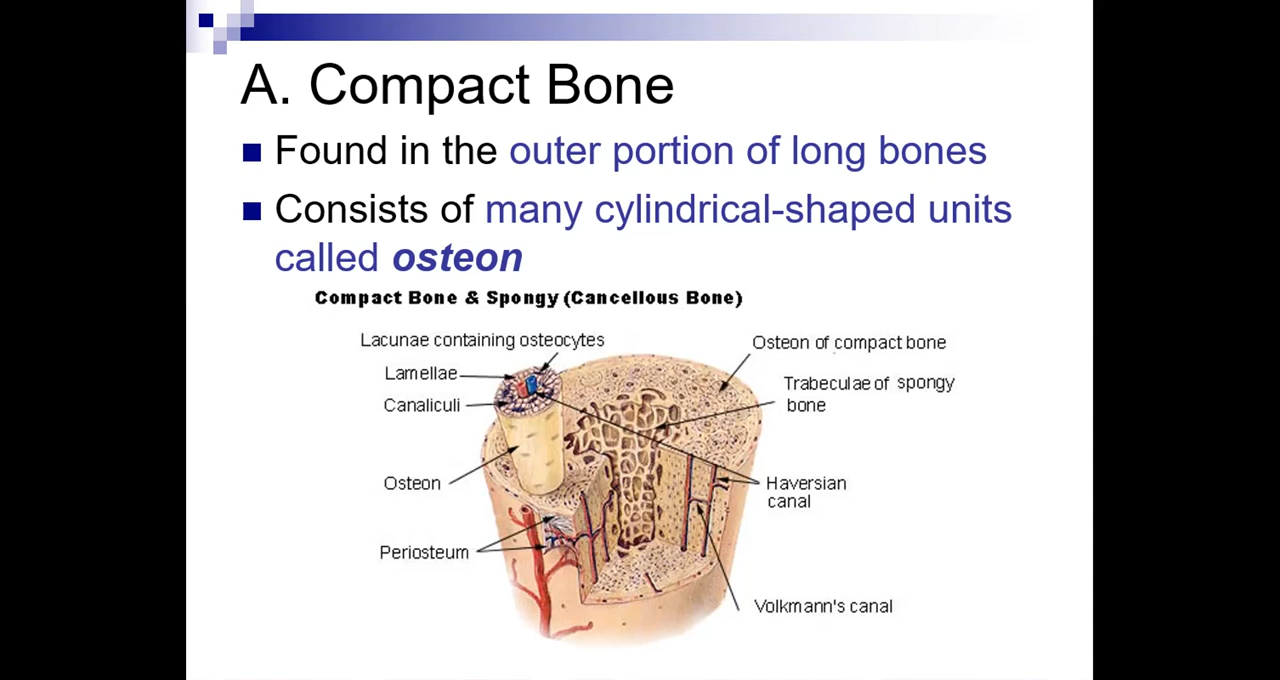 A. Compact Bone
Found in the outer portion of long bones
Consists of many cylindrical-shaped units
called osteon
Compact Bone & Spongy (Cancellous Bone)
Lacunae containing osteocytes
Lamellae
Canaliculi
Osteon
Periosteum
Osteon of compact bone
Trabeculae of spongy
bone
Haversian
canal
Volkmann's canal